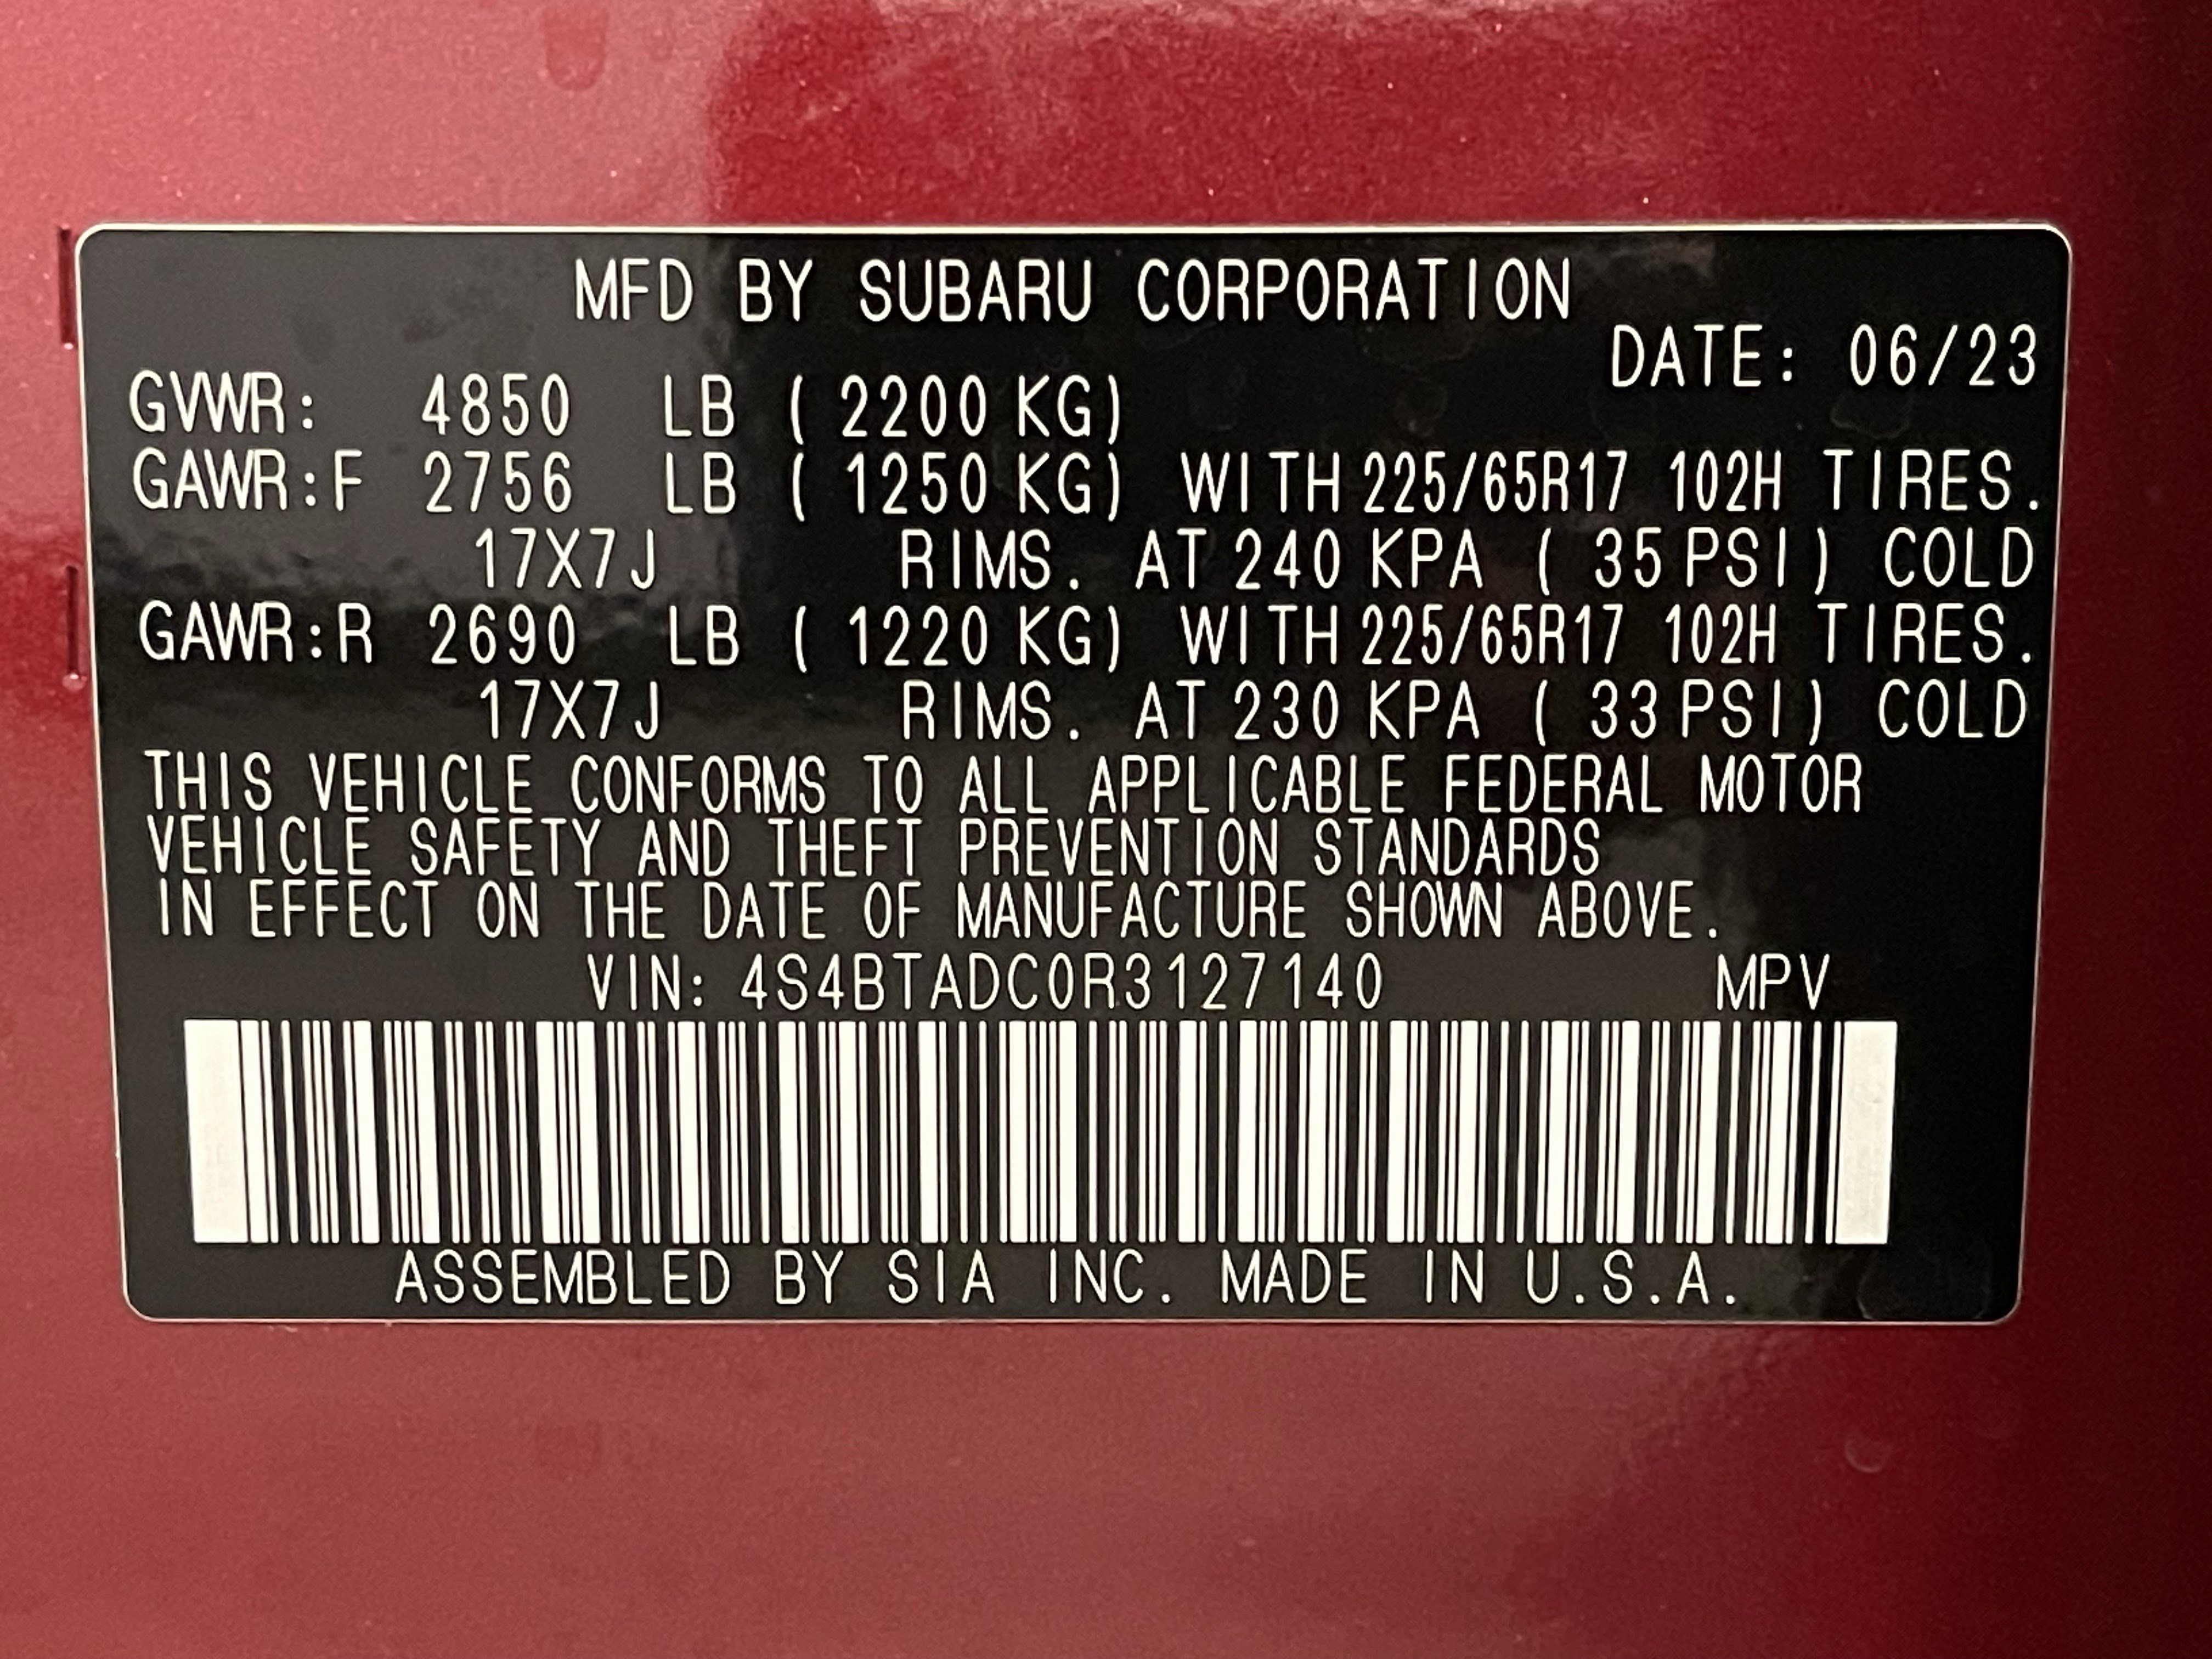 MFD BY SUBARU CORPORATION
DATE: 06/23
GVWR: 4850 LB ( 2200 KG)
GAWR:F 2756 LB ( 1250 KG) WITH 225/65R17 102H TIRES.
17X7J RIMS. AT 240 KPA ( 35 PSI) COLD
GAWR:R 2690 LB ( 1220 KG) WITH 225/65R17 102H TIRES.
17X7J RIMS. AT 230 KPA ( 33 PSI) COLD
THIS VEHICLE CONFORMS TO ALL APPLICABLE FEDERAL MOTOR
VEHICLE SAFETY AND THEFT PREVENTION STANDARDS
IN EFFECT ON THE DATE OF MANUFACTURE SHOWN ABOVE.
VIN: 4S4BTADC0R3127140 MPV
ASSEMBLED BY SIA INC. MADE IN U.S.A.